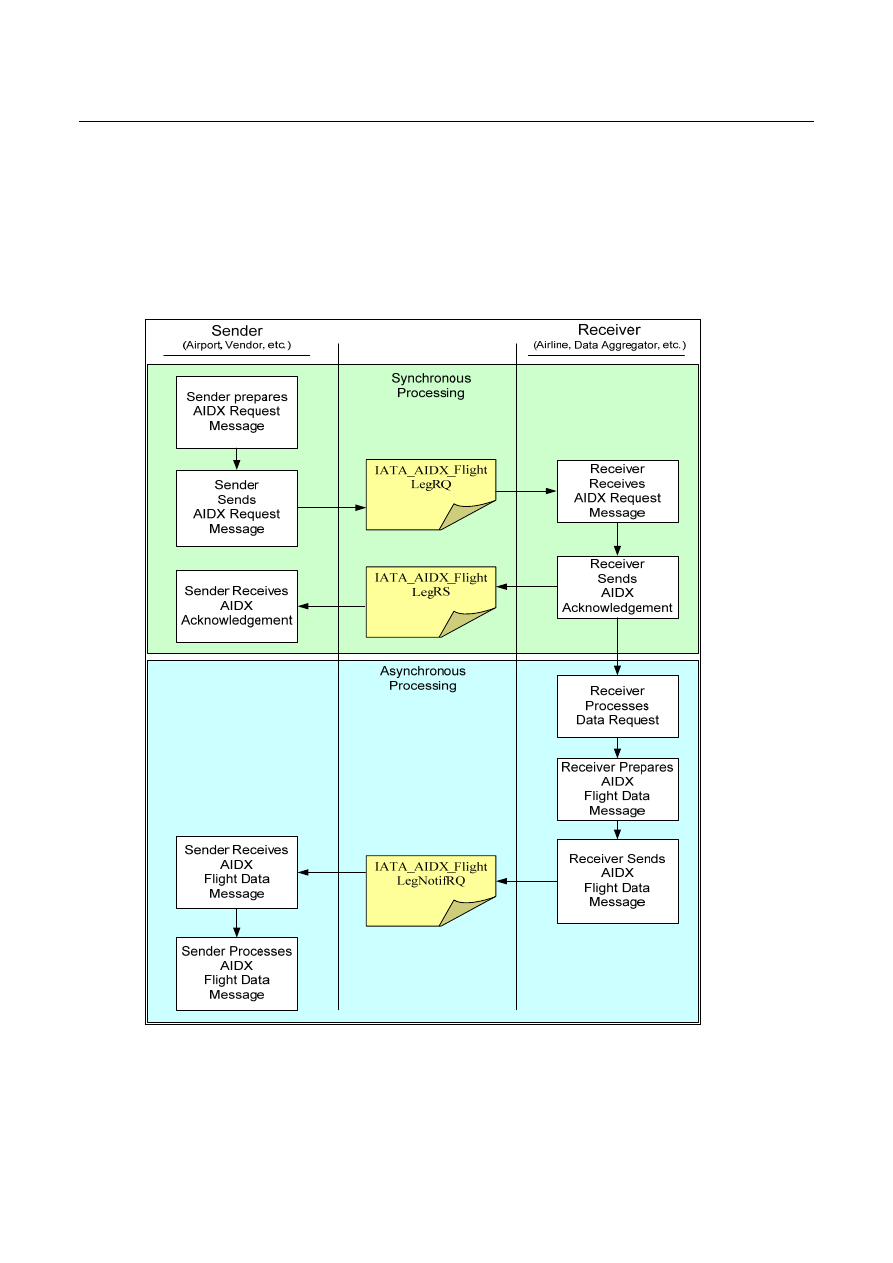 Sender
(Airport, Vendor, etc.)
Receiver
(Airline, Data Aggregator, etc.)
Synchronous
Processing
Sender prepares
AIDX Request
Message
Sender
Sends
AIDX Request
Message
IATA_AIDX_Flight
LegRQ
Receiver
Receives
AIDX Request
Message
Sender Receives
AIDX
Acknowledgement
IATA_AIDX_Flight
LegRS
Receiver
Sends
AIDX
Acknowledgement
Asynchronous
Processing
Receiver
Processes
Data Request
Receiver Prepares
AIDX
Flight Data
Message
Sender Receives
AIDX
Flight Data
Message
IATA_AIDX_Flight
LegNotifRQ
Receiver Sends
AIDX
Flight Data
Message
Sender Processes
AIDX
Flight Data
Message